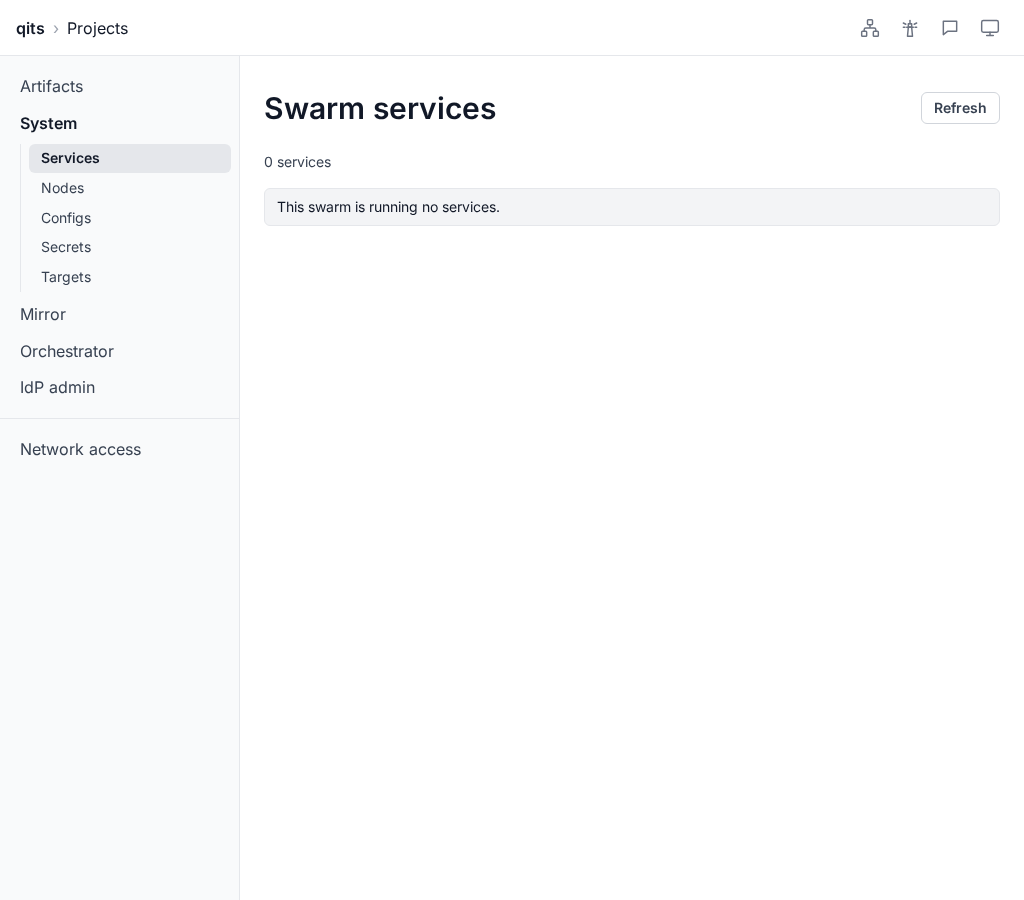 qits › Projects
Artifacts
System
Services
Nodes
Configs
Secrets
Targets
Mirror
Orchestrator
IdP admin
Network access
Swarm services
Refresh
0 services
This swarm is running no services.